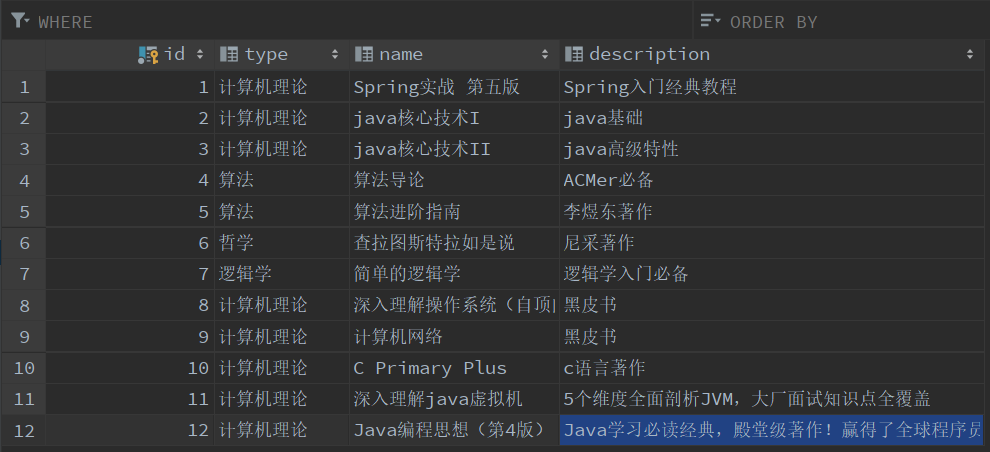 WHERE ORDER BY
id type name description
1 1 计算机理论 Spring实战 第五版 Spring入门经典教程
2 2 计算机理论 java核心技术I java基础
3 3 计算机理论 java核心技术II java高级特性
4 4 算法 算法导论 ACMer必备
5 5 算法 算法进阶指南 李煜东著作
6 6 哲学 查拉图斯特拉如是说 尼采著作
7 7 逻辑学 简单的逻辑学 逻辑学入门必备
8 8 计算机理论 深入理解操作系统（自顶 黑皮书
9 9 计算机理论 计算机网络 黑皮书
10 10 计算机理论 C Primary Plus c语言著作
11 11 计算机理论 深入理解java虚拟机 5个维度全面剖析JVM，大厂面试知识点全覆盖
12 12 计算机理论 Java编程思想（第4版） Java学习必读经典，殿堂级著作！赢得了全球程序员